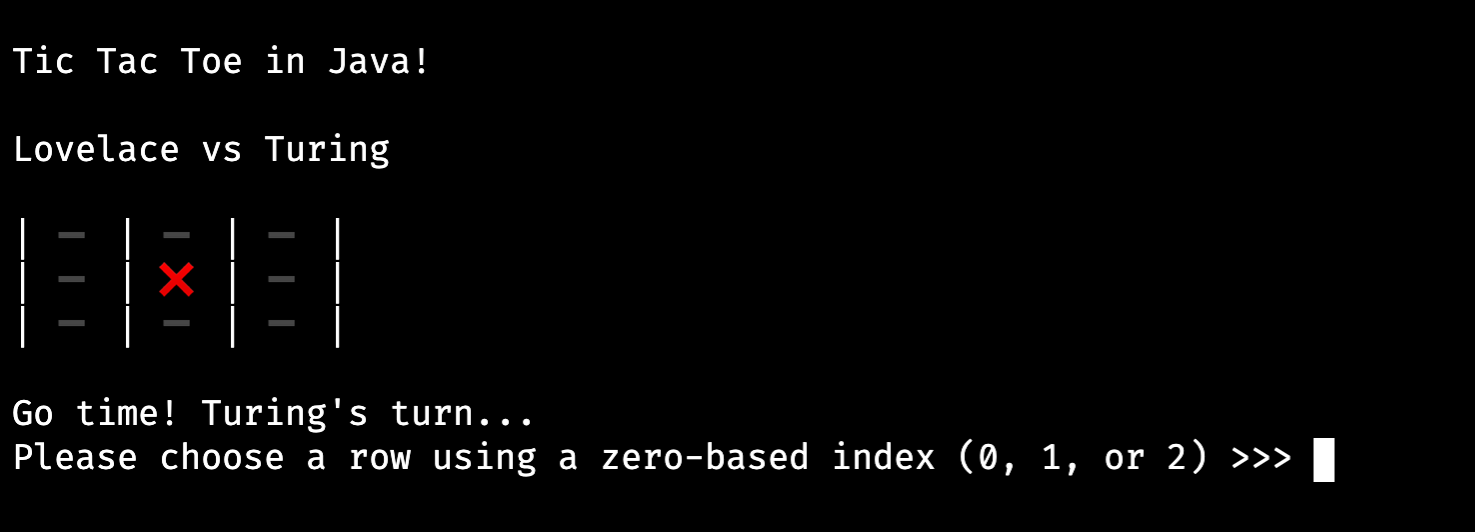 Tic Tac Toe in Java!
Lovelace vs Turing
| - | - | - |
| - | ❌ | - |
| - | - | - |
Go time! Turing's turn...
Please choose a row using a zero-based index (0, 1, or 2) >>>